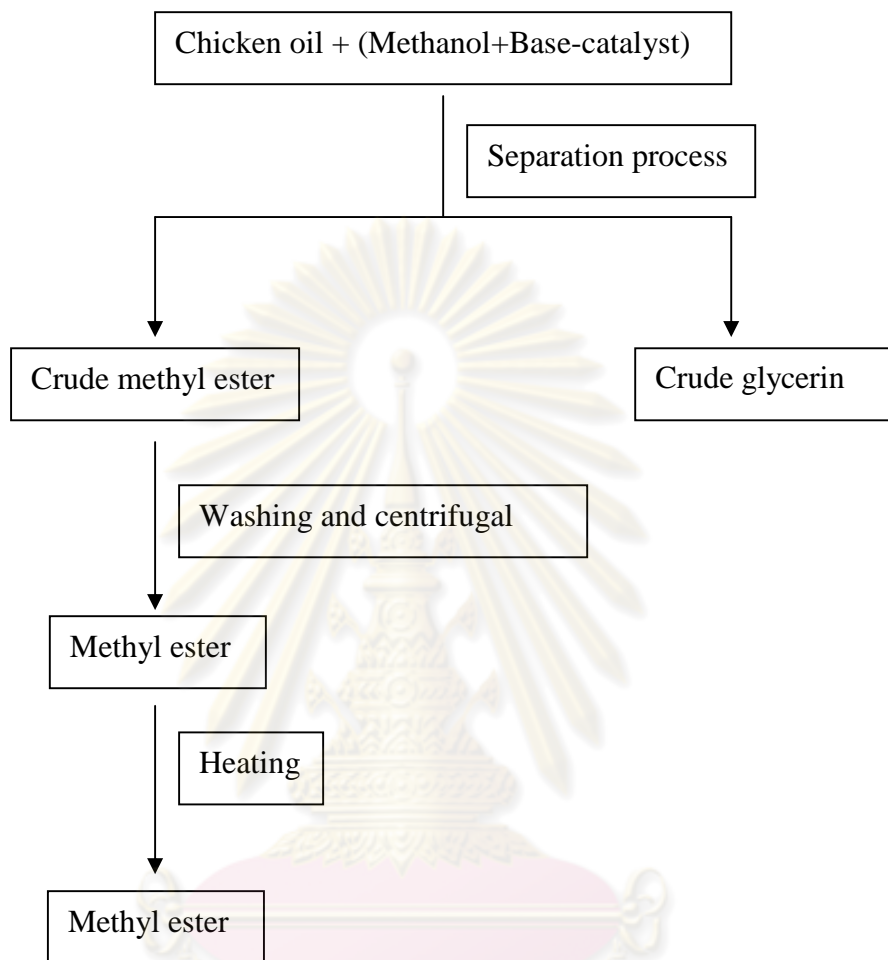 Chicken oil + (Methanol+Base-catalyst)
Separation process
Crude methyl ester
Crude glycerin
Washing and centrifugal
Methyl ester
Heating
Methyl ester